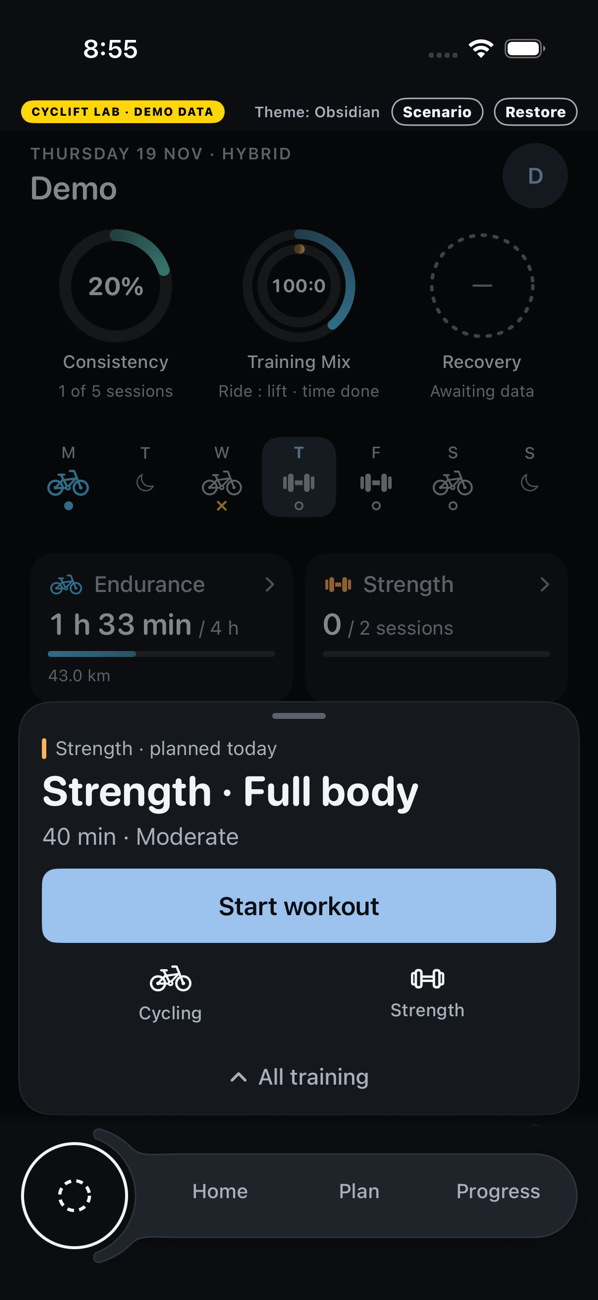 8:55
CYCLIFT LAB · DEMO DATA Theme: Obsidian Scenario Restore
THURSDAY 19 NOV · HYBRID
Demo
D
20% 100:0 —
Consistency Training Mix Recovery
1 of 5 sessions Ride : lift · time done Awaiting data
M T W T F S S
Endurance Strength
1 h 33 min / 4 h 0 / 2 sessions
43.0 km
Strength · planned today
Strength · Full body
40 min · Moderate
Start workout
Cycling Strength
All training
Home Plan Progress